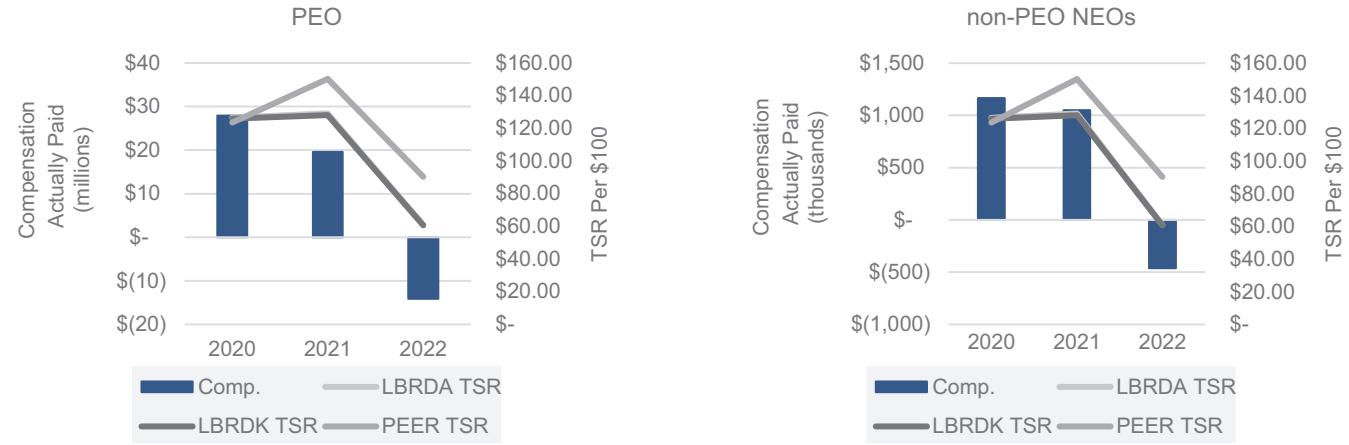 PEO
Compensation
Actually Paid
(millions)
$40
$30
$20
$10
$-
$(10)
$(20)
$160.00
$140.00
$120.00
$100.00
$80.00
$60.00
$40.00
$20.00
$-
TSR Per $100
2020 2021 2022
Comp. LBRDA TSR
LBRDK TSR PEER TSR
non-PEO NEOs
Compensation
Actually Paid
(thousands)
$1,500
$1,000
$500
$-
$(500)
$(1,000)
$160.00
$140.00
$120.00
$100.00
$80.00
$60.00
$40.00
$20.00
$-
TSR Per $100
2020 2021 2022
Comp. LBRDA TSR
LBRDK TSR PEER TSR